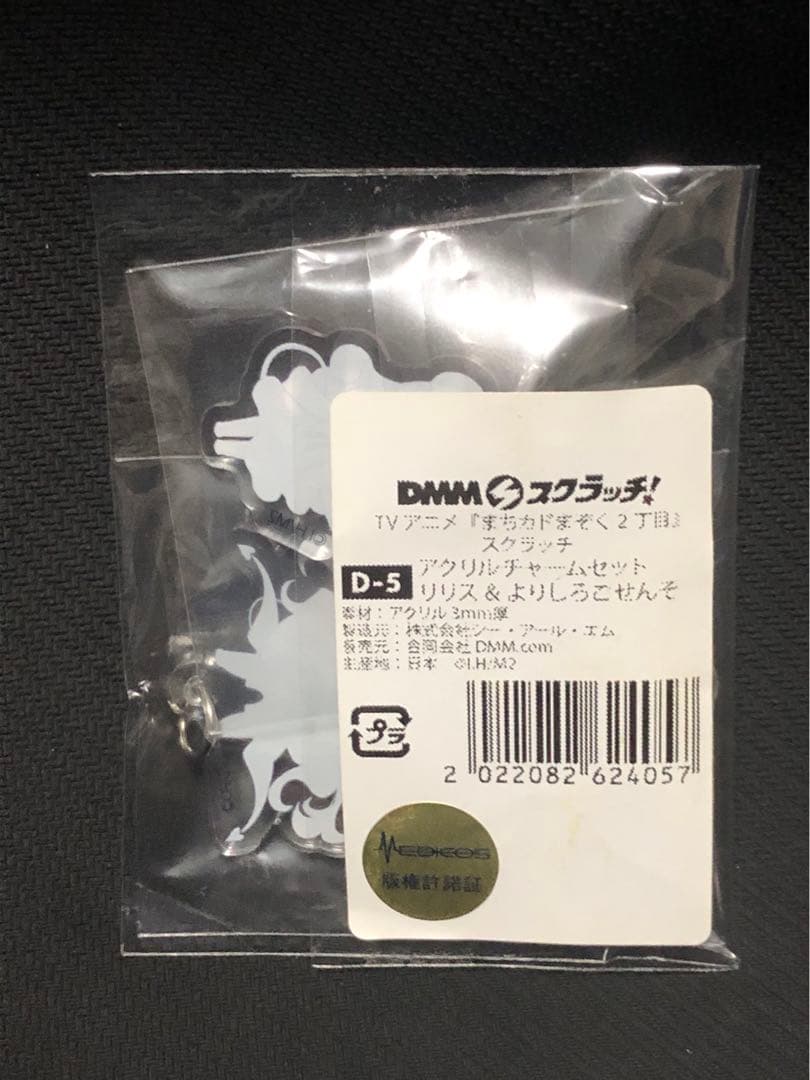 DMM スクラッチ!
TVアニメ『まちカドまぞく2丁目』
スクラッチ
D-5
アクリルチャームセット
リリス & よりしろごせんぞ
素材：アクリル 3mm厚
製造元：株式会社シー・アール・エム
販売元：合同会社DMM.com
生産地：日本 ©I.H/M2
プラ
2 022082 624057
MEDICOS
版権許諾証